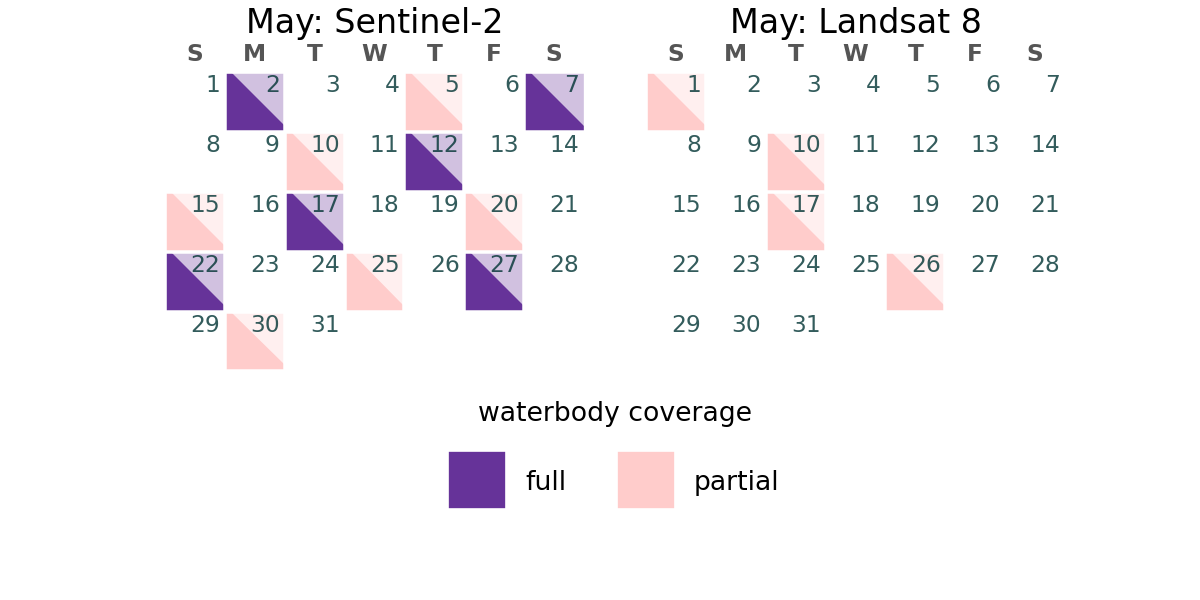 May: Sentinel-2
S M T W T F S
1 2 3 4 5 6 7
8 9 10 11 12 13 14
15 16 17 18 19 20 21
22 23 24 25 26 27 28
29 30 31
May: Landsat 8
S M T W T F S
1 2 3 4 5 6 7
8 9 10 11 12 13 14
15 16 17 18 19 20 21
22 23 24 25 26 27 28
29 30 31
waterbody coverage
full
partial